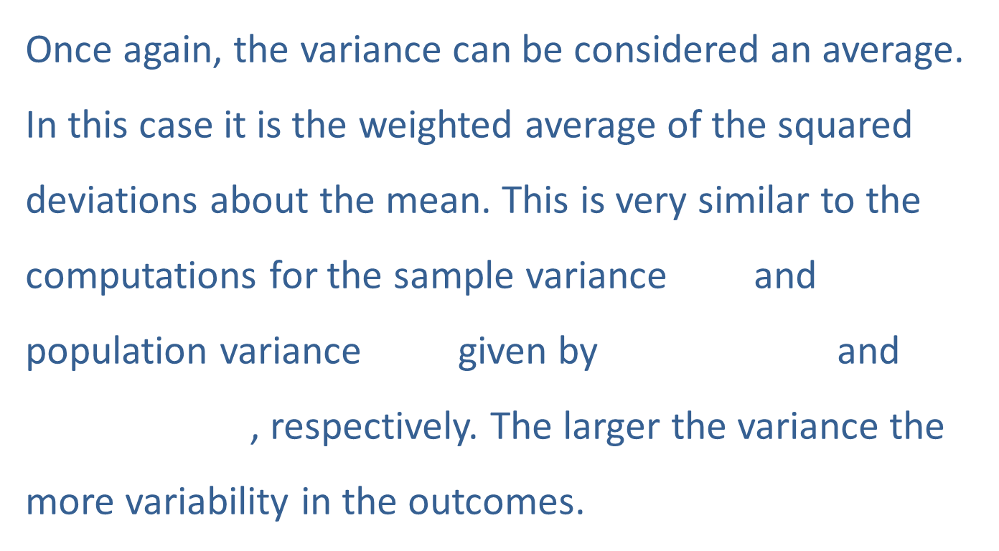 Once again, the variance can be considered an average.
In this case it is the weighted average of the squared
deviations about the mean. This is very similar to the
computations for the sample variance and
population variance given by and
, respectively. The larger the variance the
more variability in the outcomes.